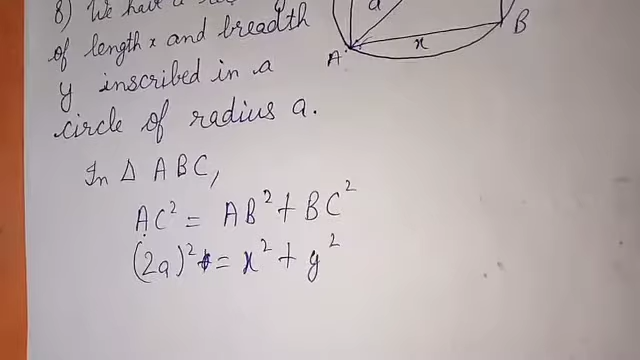 8) We have a
of length x and breadth
y inscribed in a
circle of radius a.
a
x
A
B
In Δ ABC,
AC² = AB² + BC²
(2a)² = x² + y²